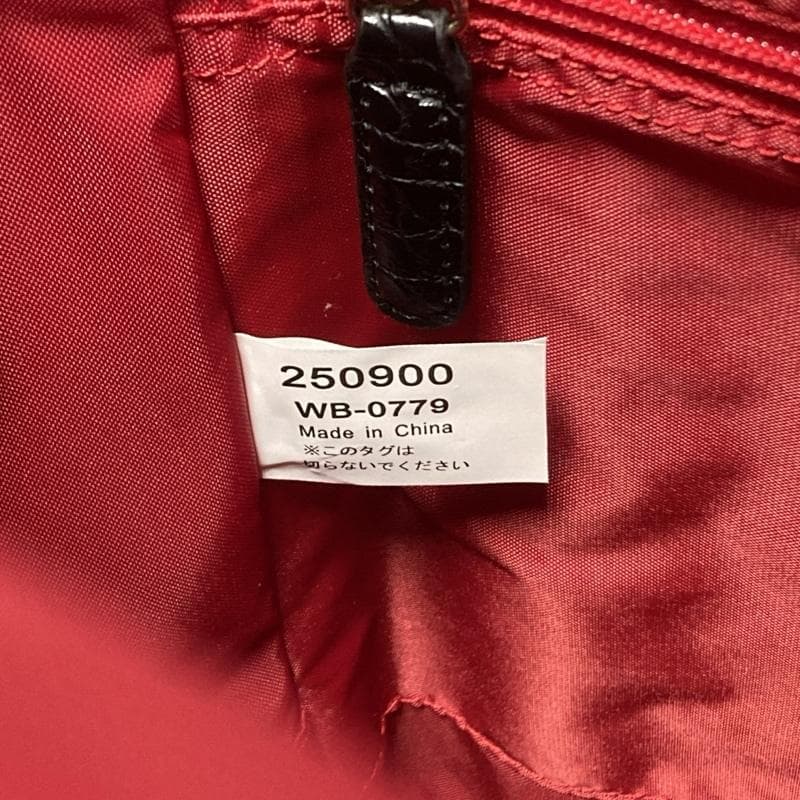 250900
WB-0779
Made in China
※このタグは
切らないでください